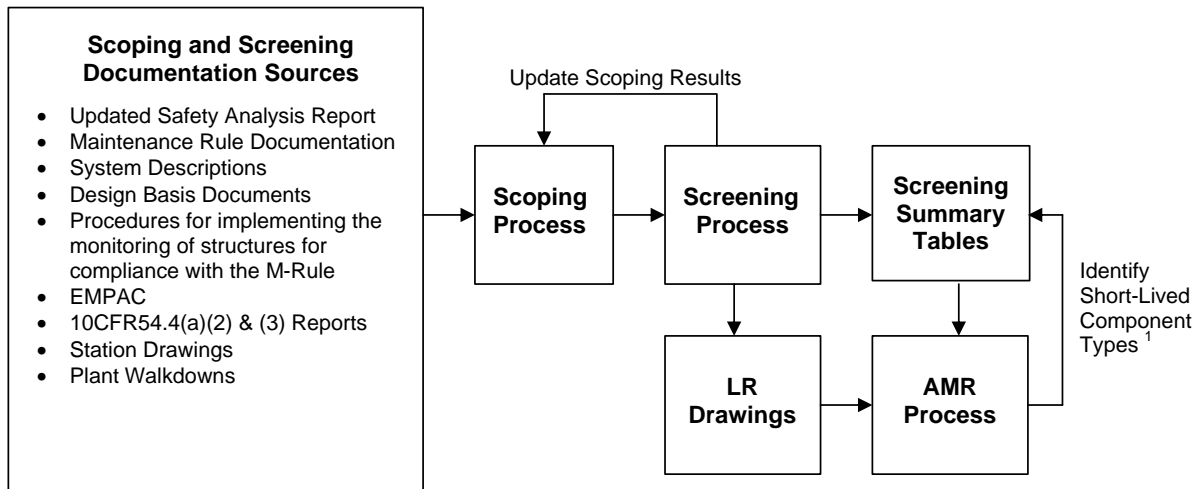 Scoping and Screening
Documentation Sources
• Updated Safety Analysis Report
• Maintenance Rule Documentation
• System Descriptions
• Design Basis Documents
• Procedures for implementing the
monitoring of structures for
compliance with the M-Rule
• EMPAC
• 10CFR54.4(a)(2) & (3) Reports
• Station Drawings
• Plant Walkdowns
Update Scoping Results
Scoping
Process
Screening
Process
Screening
Summary
Tables
Identify
Short-Lived
Component
Types 1
LR
Drawings
AMR
Process